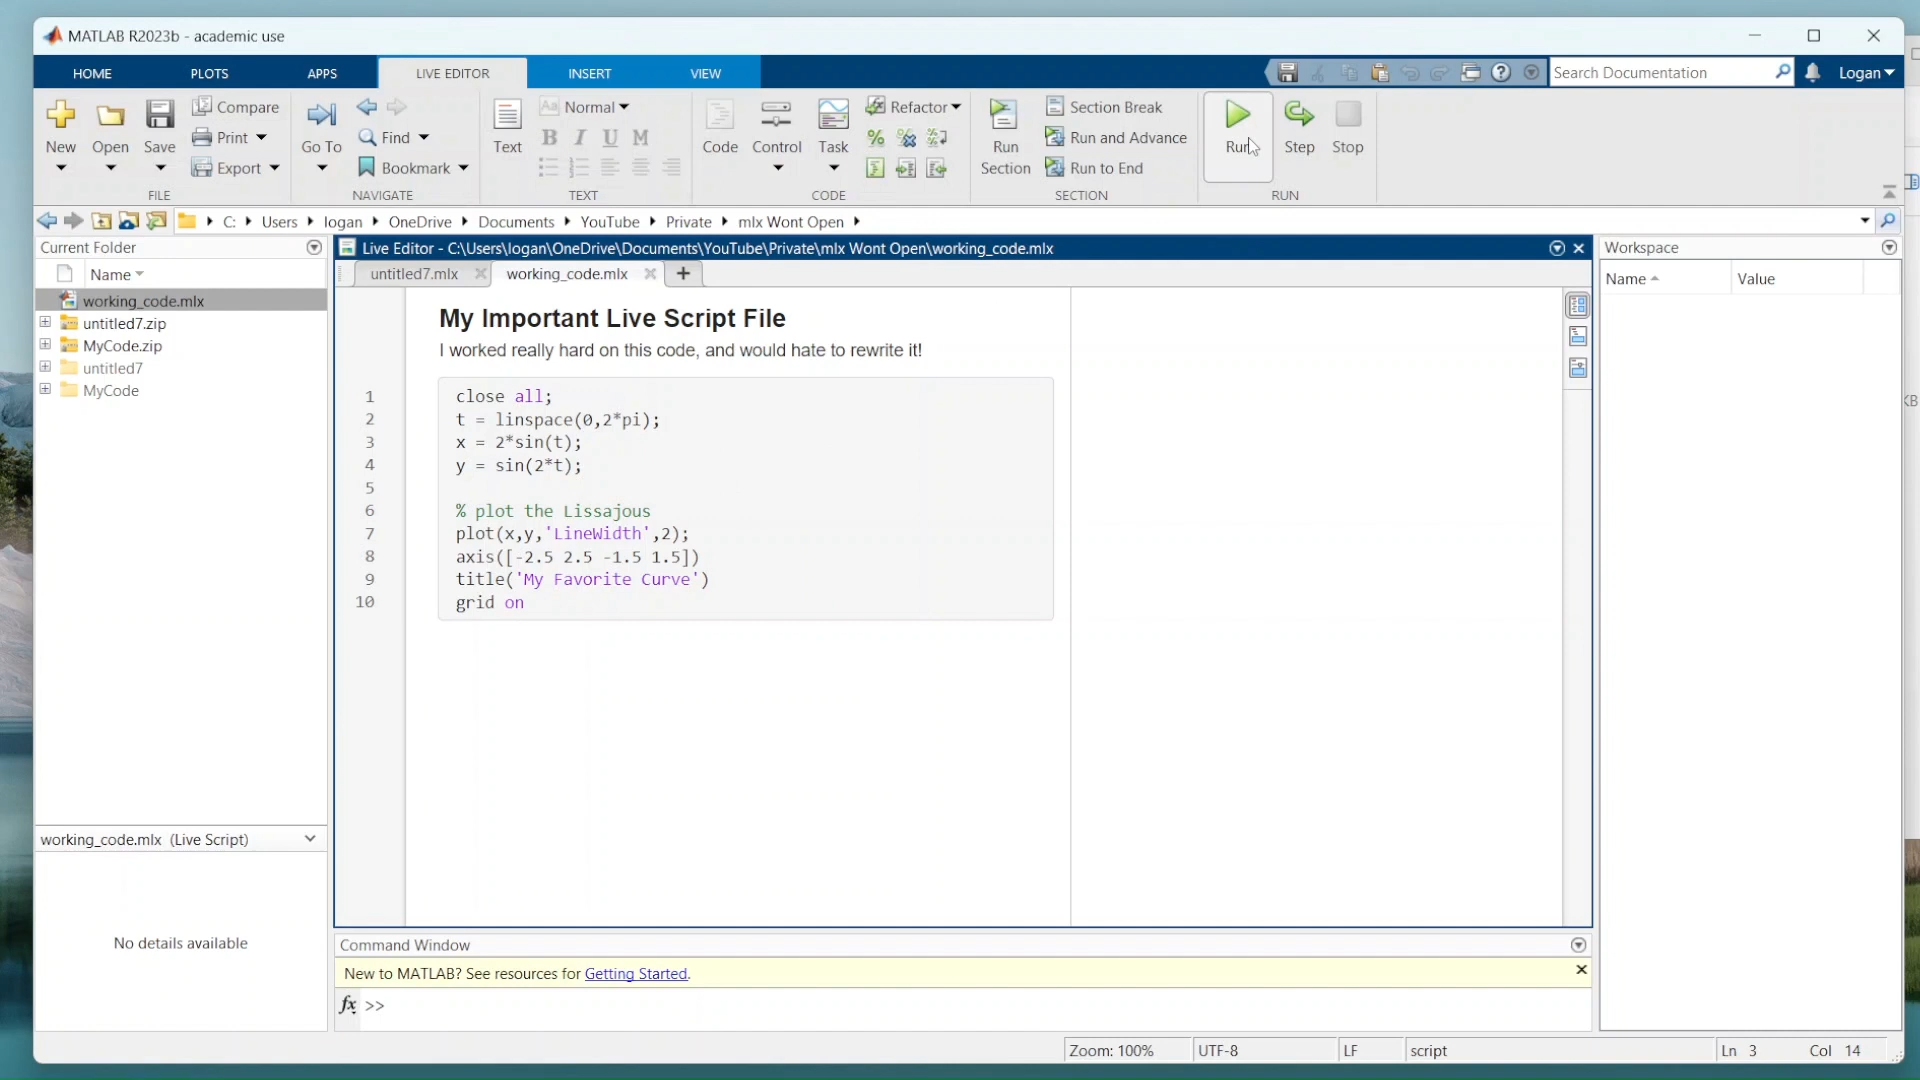 MATLAB R2023b - academic use
HOME PLOTS APPS LIVE EDITOR INSERT VIEW Search Documentation Logan
New Open Save Compare Print Export
FILE
Go To Find Bookmark
NAVIGATE
Text Aa Normal B I U M
TEXT
Code Control Task Refactor
CODE
Run Section Section Break Run and Advance Run to End
SECTION
Run Step Stop
RUN
C: Users logan OneDrive Documents YouTube Private mlx Wont Open
Current Folder
Name
working_code.mlx
untitled7.zip
MyCode.zip
untitled7
MyCode
working_code.mlx (Live Script)
No details available
Live Editor - C:\Users\logan\OneDrive\Documents\YouTube\Private\mlx Wont Open\working_code.mlx
untitled7.mlx working_code.mlx +
My Important Live Script File
I worked really hard on this code, and would hate to rewrite it!
1 close all;
2 t = linspace(0,2*pi);
3 x = 2*sin(t);
4 y = sin(2*t);
5
6 % plot the Lissajous
7 plot(x,y,'LineWidth',2);
8 axis([-2.5 2.5 -1.5 1.5])
9 title('My Favorite Curve')
10 grid on
Command Window
New to MATLAB? See resources for Getting Started.
fx >>
Workspace
Name Value
KB
Zoom: 100% UTF-8 LF script Ln 3 Col 14